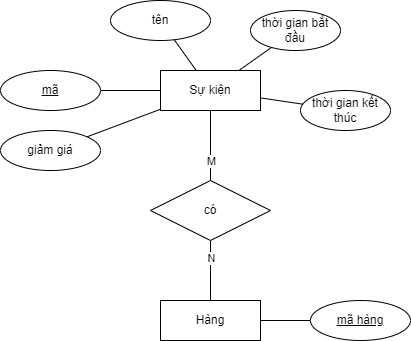 tên
thời gian bắt
đầu
mã
Sự kiện
thời gian kết
thúc
giảm giá
M
có
N
Hàng
mã hàng